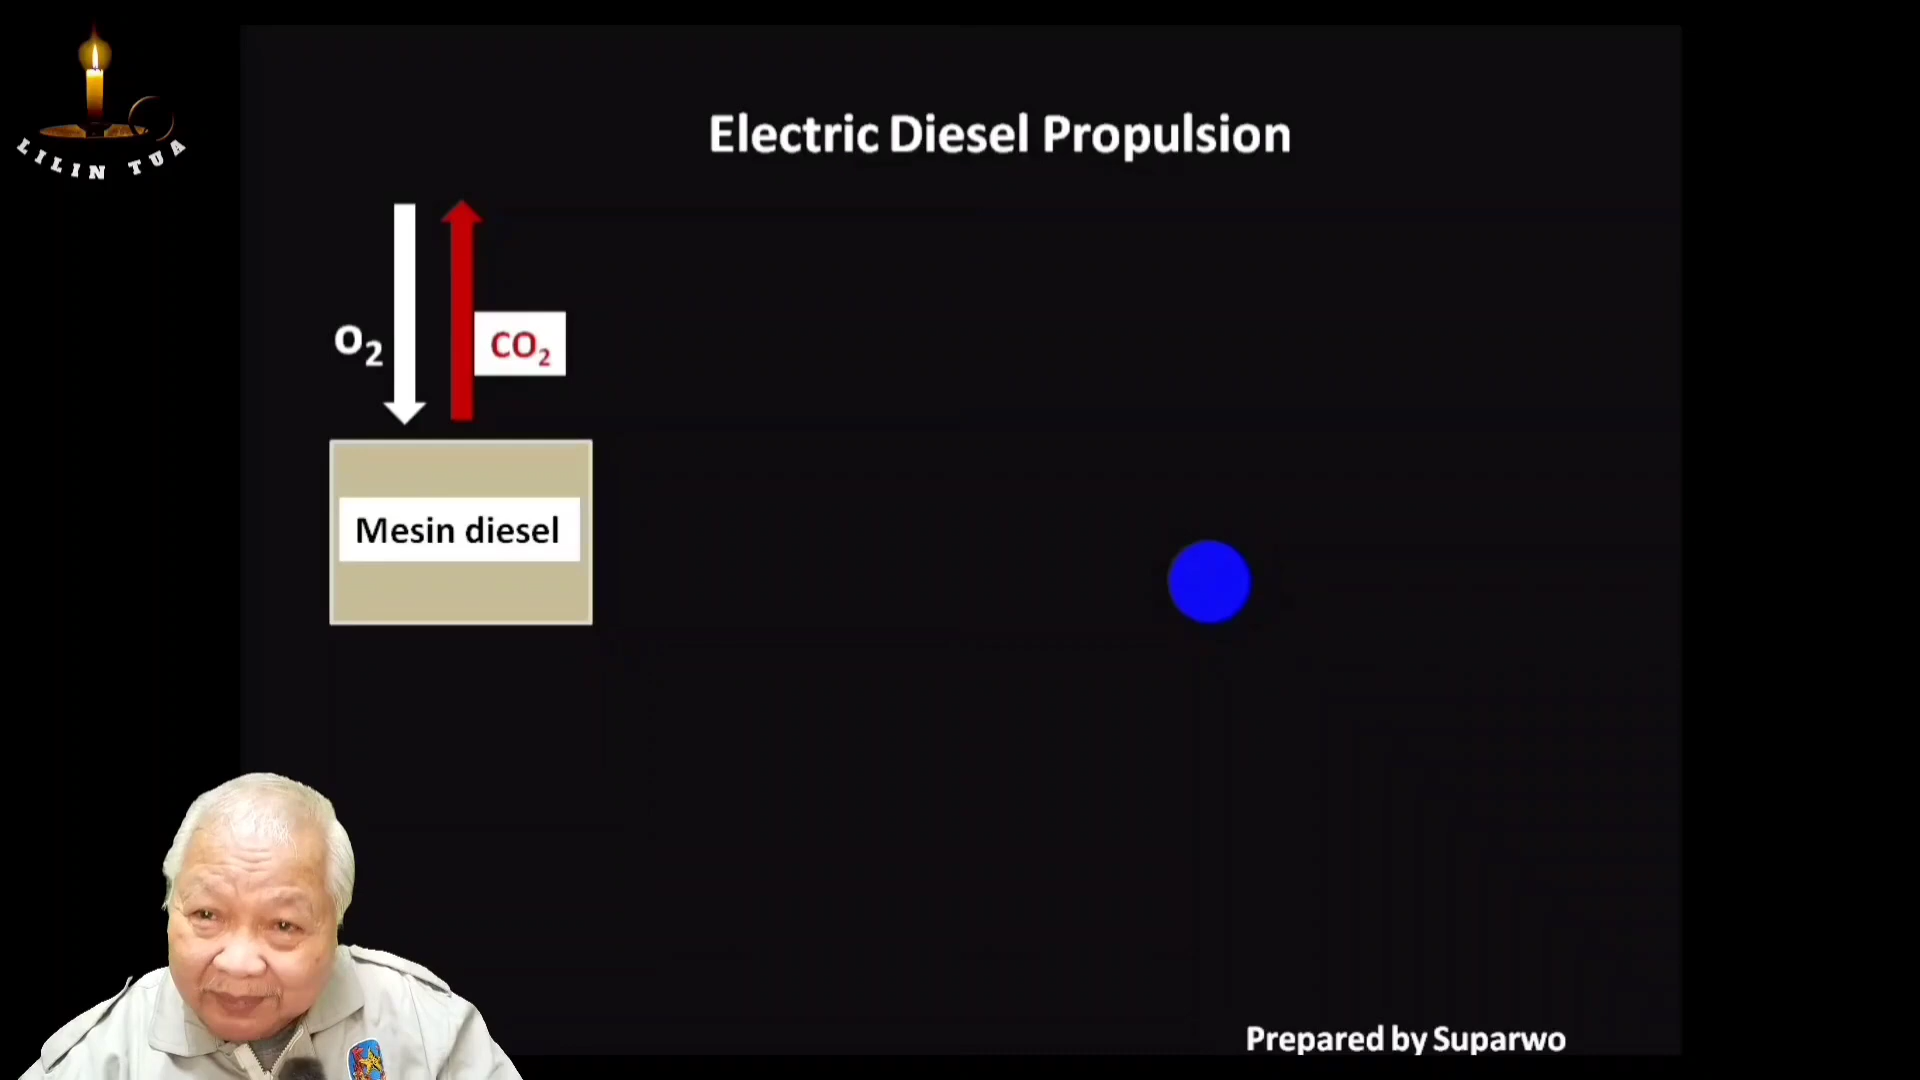 LILIN TUA
Electric Diesel Propulsion
O₂
CO₂
Mesin diesel
Prepared by Suparwo